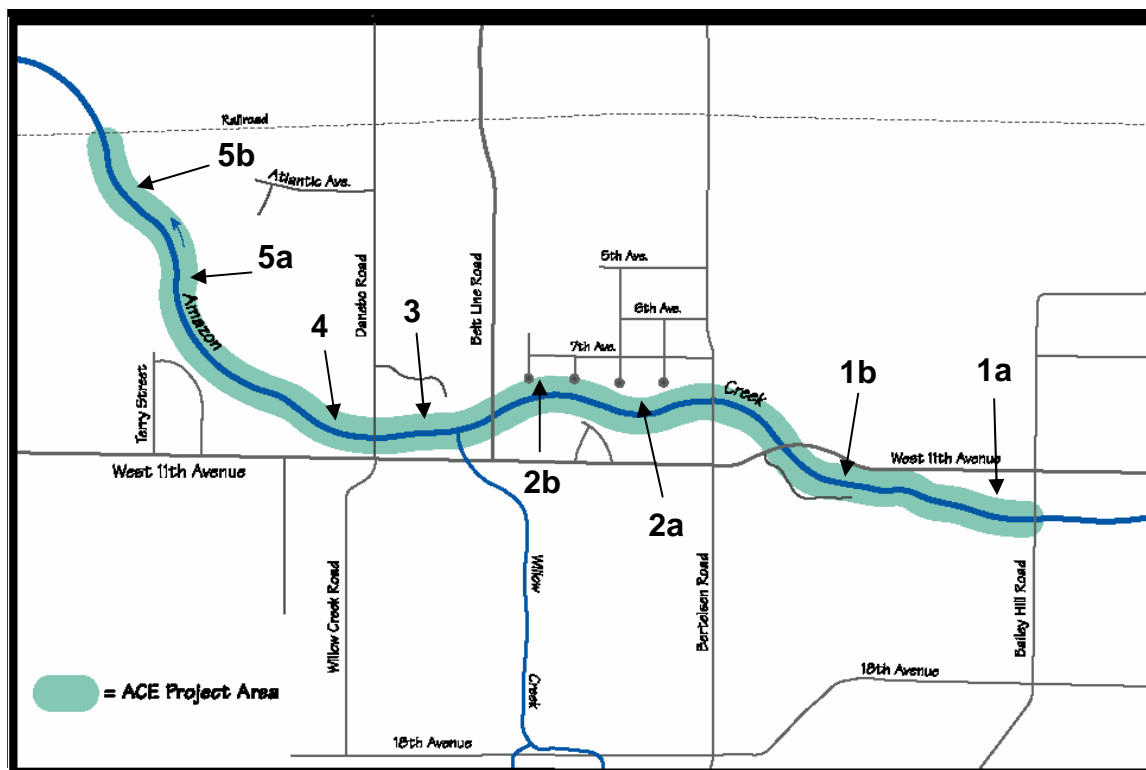 Railroad
5b
Atlantic Ave.
5a
5th Ave.
Danebo Road
Belt Line Road
6th Ave.
Amazon
4
3
7th Ave.
Creek
1b
1a
Terry Street
West 11th Avenue
West 11th Avenue
2b
2a
Willow Creek Road
Willow
Creek
Bertelsen Road
Bailey Hill Road
18th Avenue
= ACE Project Area
18th Avenue